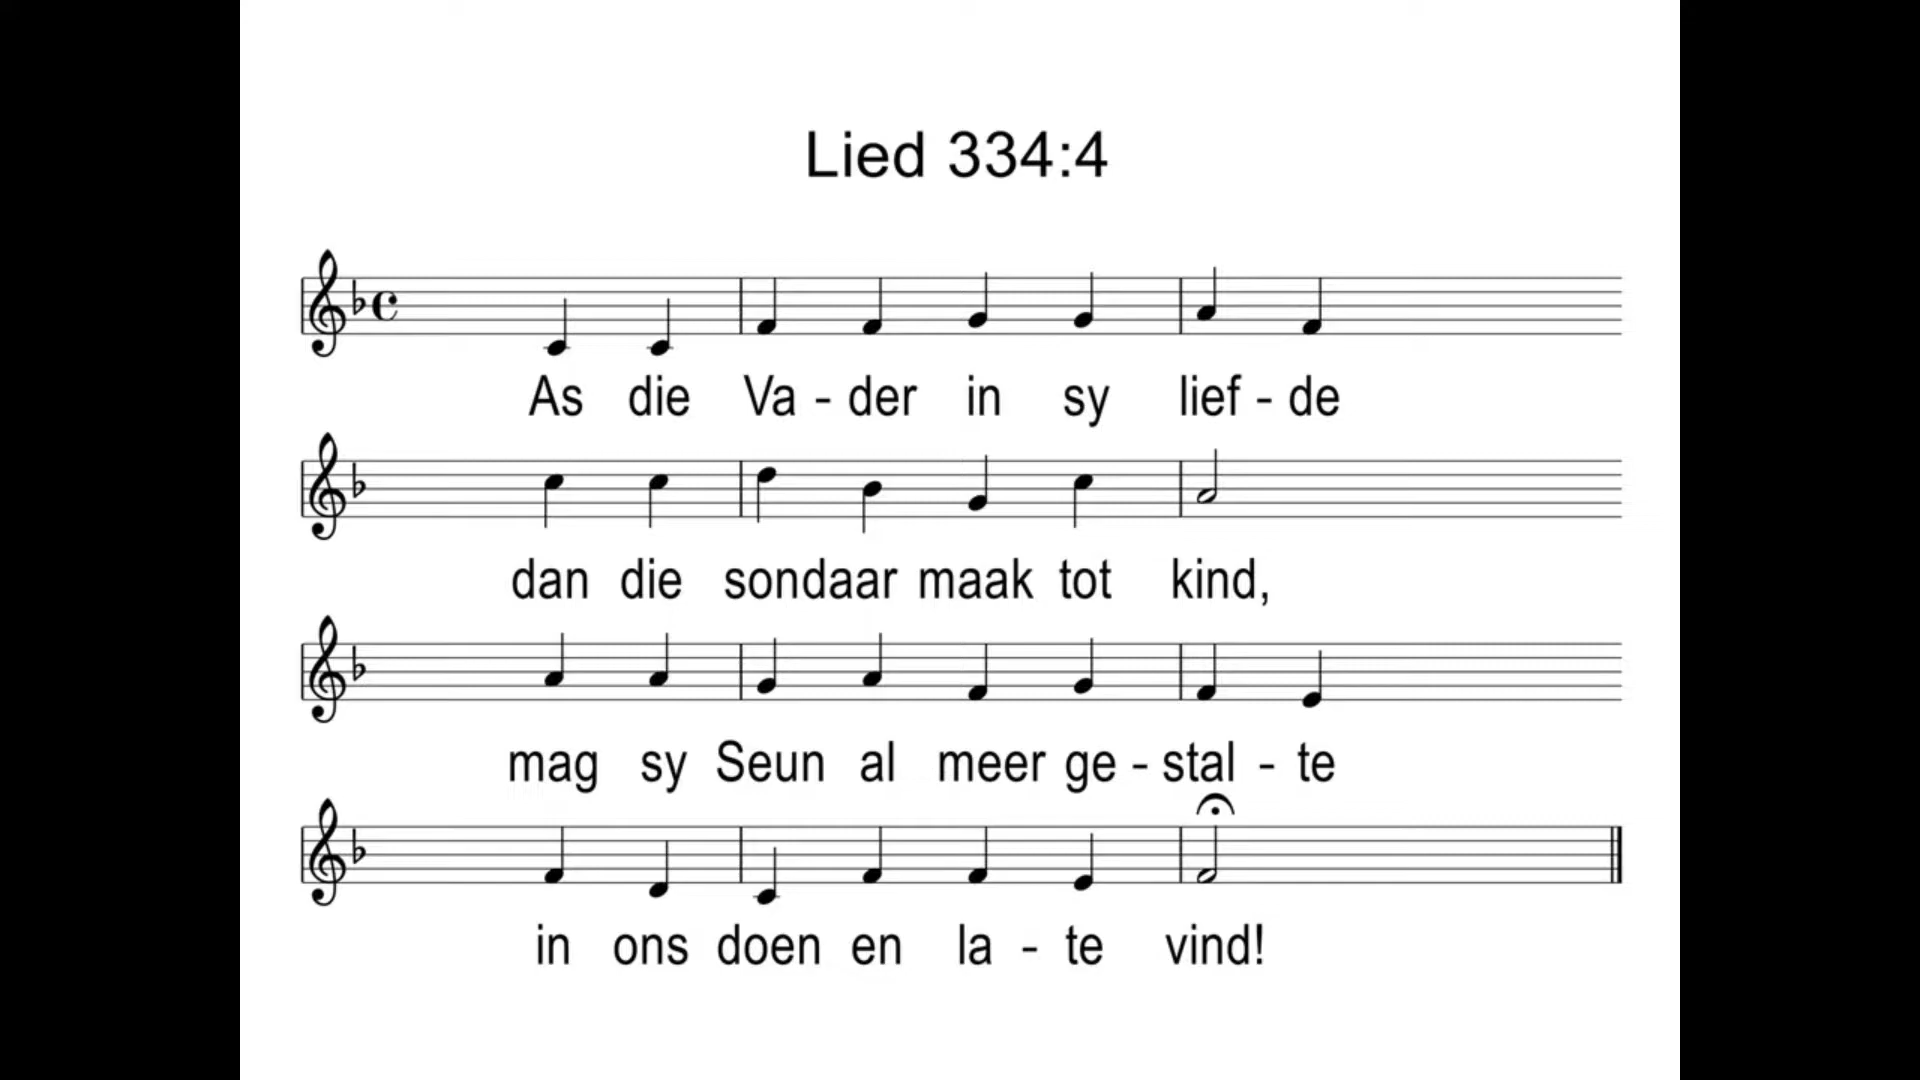 Lied 334:4
As die Va - der in sy lief - de
dan die sondaar maak tot kind,
mag sy Seun al meer ge - stal - te
in ons doen en la - te vind!